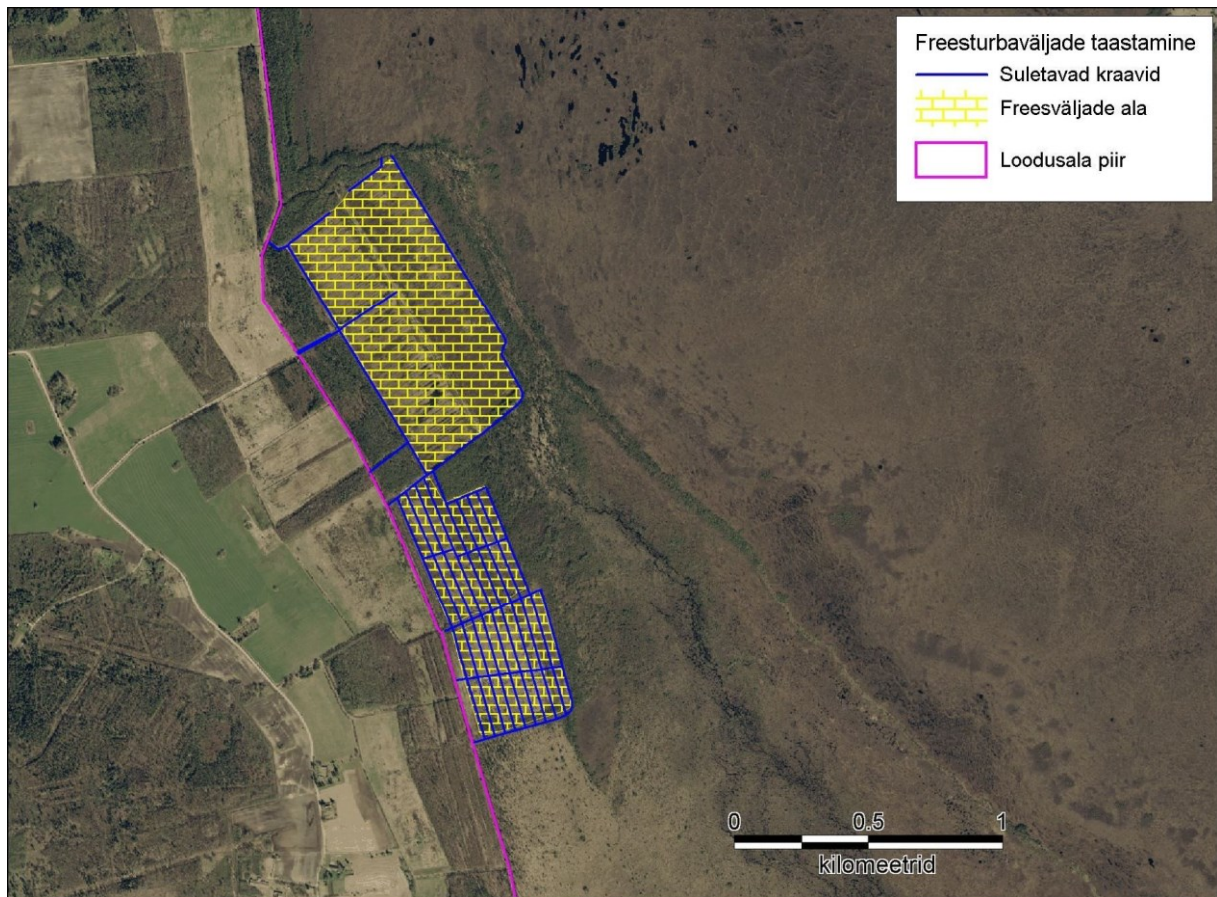 Freesturbaväljade taastamine
Suletavad kraavid
Freesväljade ala
Loodusala piir
0 0.5 1
kilomeetrid